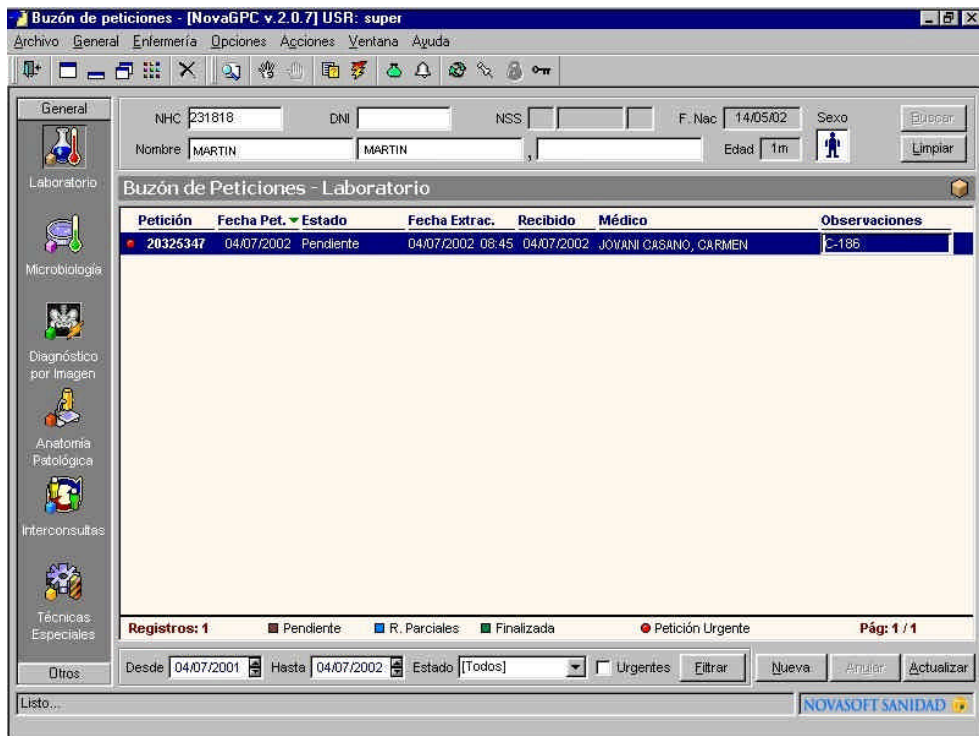 Buzón de peticiones - [NovaGPC v.2.0.7] USR: super
Archivo General Enfermería Opciones Acciones Ventana Ayuda
General
NHC 231818 DNI NSS F. Nac 14/05/02 Sexo Buscar
Nombre MARTIN MARTIN , Edad 1m Limpiar
Laboratorio
Microbiología
Diagnóstico
por Imagen
Anatomía
Patológica
Interconsultas
Técnicas
Especiales
Otros
Buzón de Peticiones - Laboratorio
Petición Fecha Pet. Estado Fecha Extrac. Recibido Médico Observaciones
20325347 04/07/2002 Pendiente 04/07/2002 08:45 04/07/2002 JOVANI CASANO, CARMEN C-186
Registros: 1 Pendiente R. Parciales Finalizada Petición Urgente Pág: 1 / 1
Desde 04/07/2001 Hasta 04/07/2002 Estado [Todos] Urgentes Filtrar Nueva Anular Actualizar
Listo... NOVASOFT SANIDAD